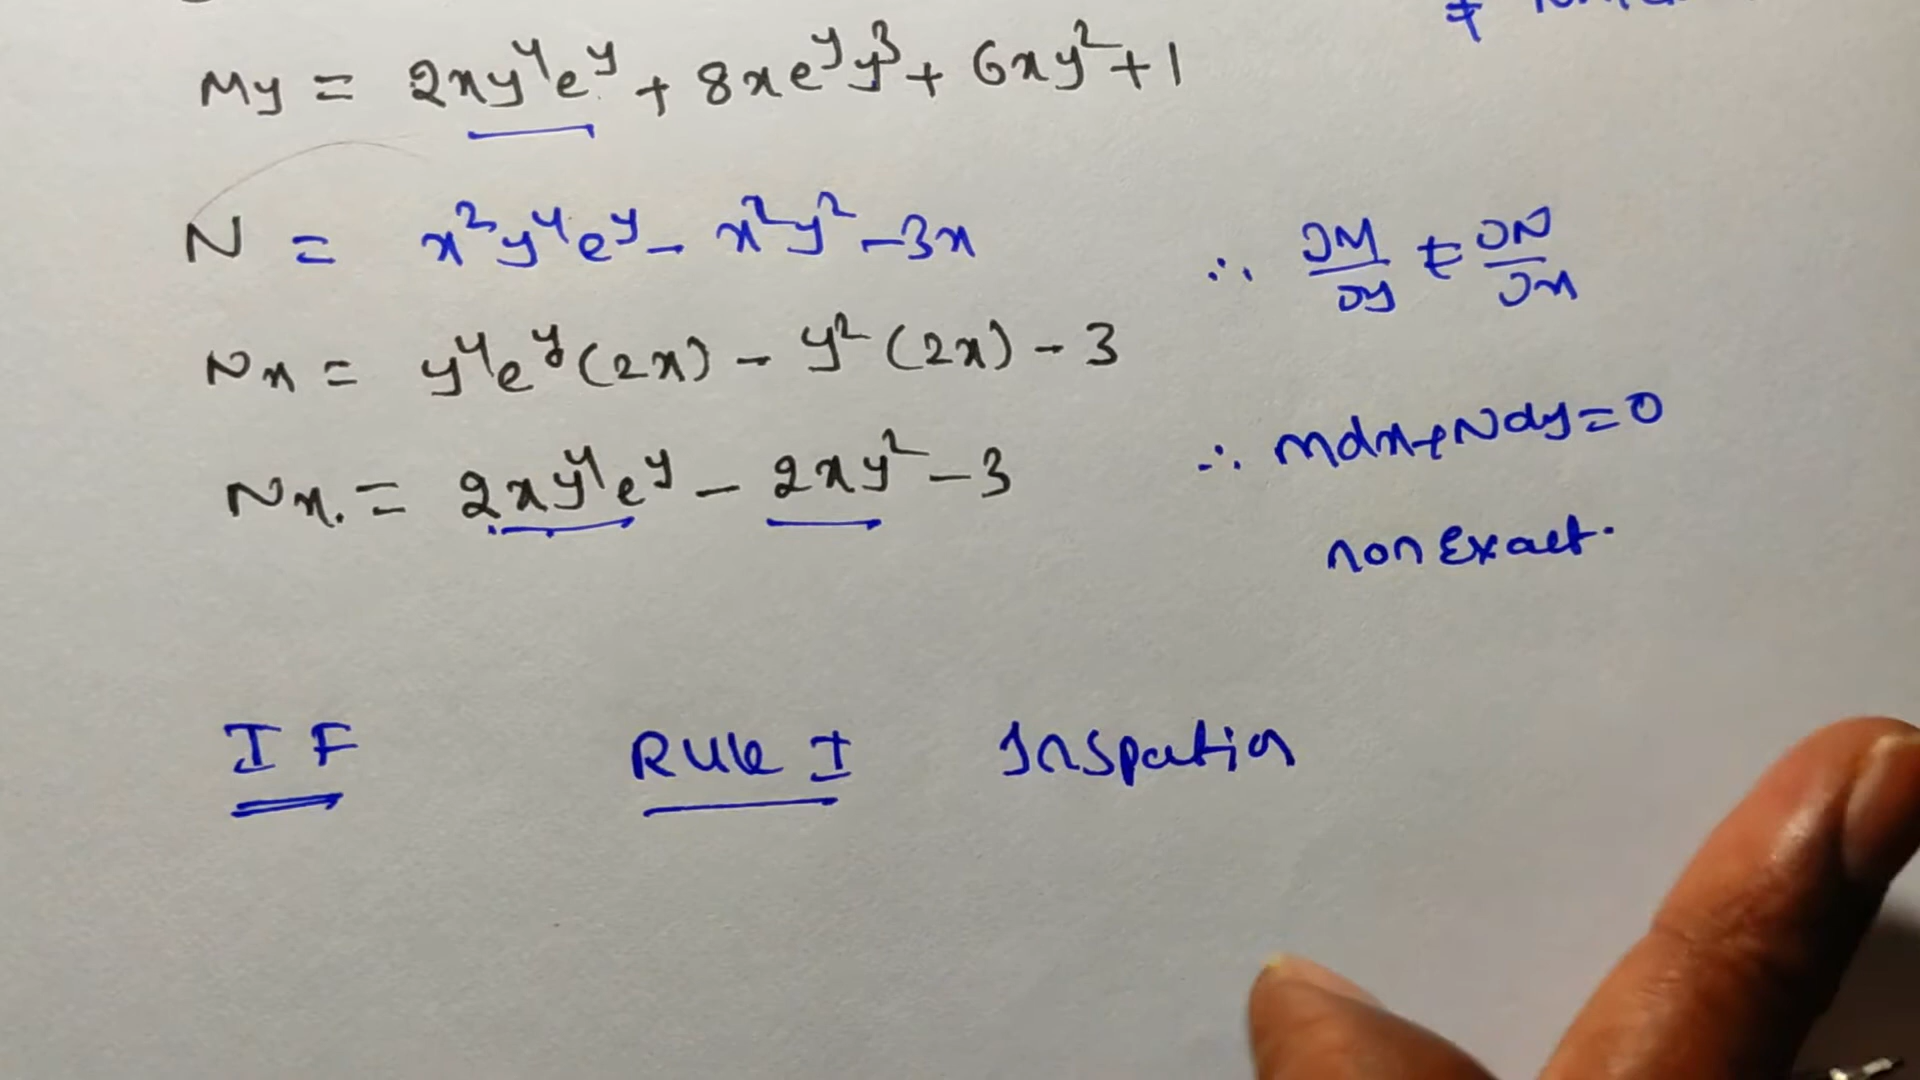 My = 2xy⁴eʸ + 8xeʸy³ + 6xy² + 1
N = x²y⁴eʸ - x²y² - 3x
∴ ∂M/∂y ≠ ∂N/∂x
Nx = y⁴eʸ(2x) - y²(2x) - 3
∴ mdx+Ndy=0
Nx. = 2xy⁴eʸ - 2xy² - 3
non Exact.
IF Rule I Inspation